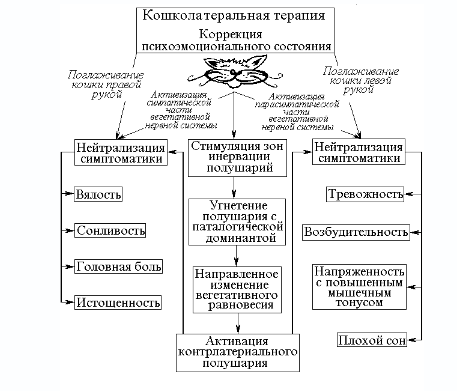 Кошколатеральная терапия
Коррекция
психоэмоционального состояния
Поглаживание
кошки правой
рукой
Активизация
симпатической
части
вегетативной
нервной системы
Активизация
парасимпатической
части
вегетативной
нервной системы
Поглаживание
кошки левой
рукой
Нейтрализация
симптоматики
Вялость
Сонливость
Головная боль
Истощенность
Стимуляция зон
инервации
полушарий
Угнетение
полушария с
паталогической
доминантой
Направленное
изменение
вегетативного
равновесия
Активация
контрлатериального
полушария
Нейтрализация
симптоматики
Тревожность
Возбудительность
Напряженность
с повышенным
мышечным
тонусом
Плохой сон